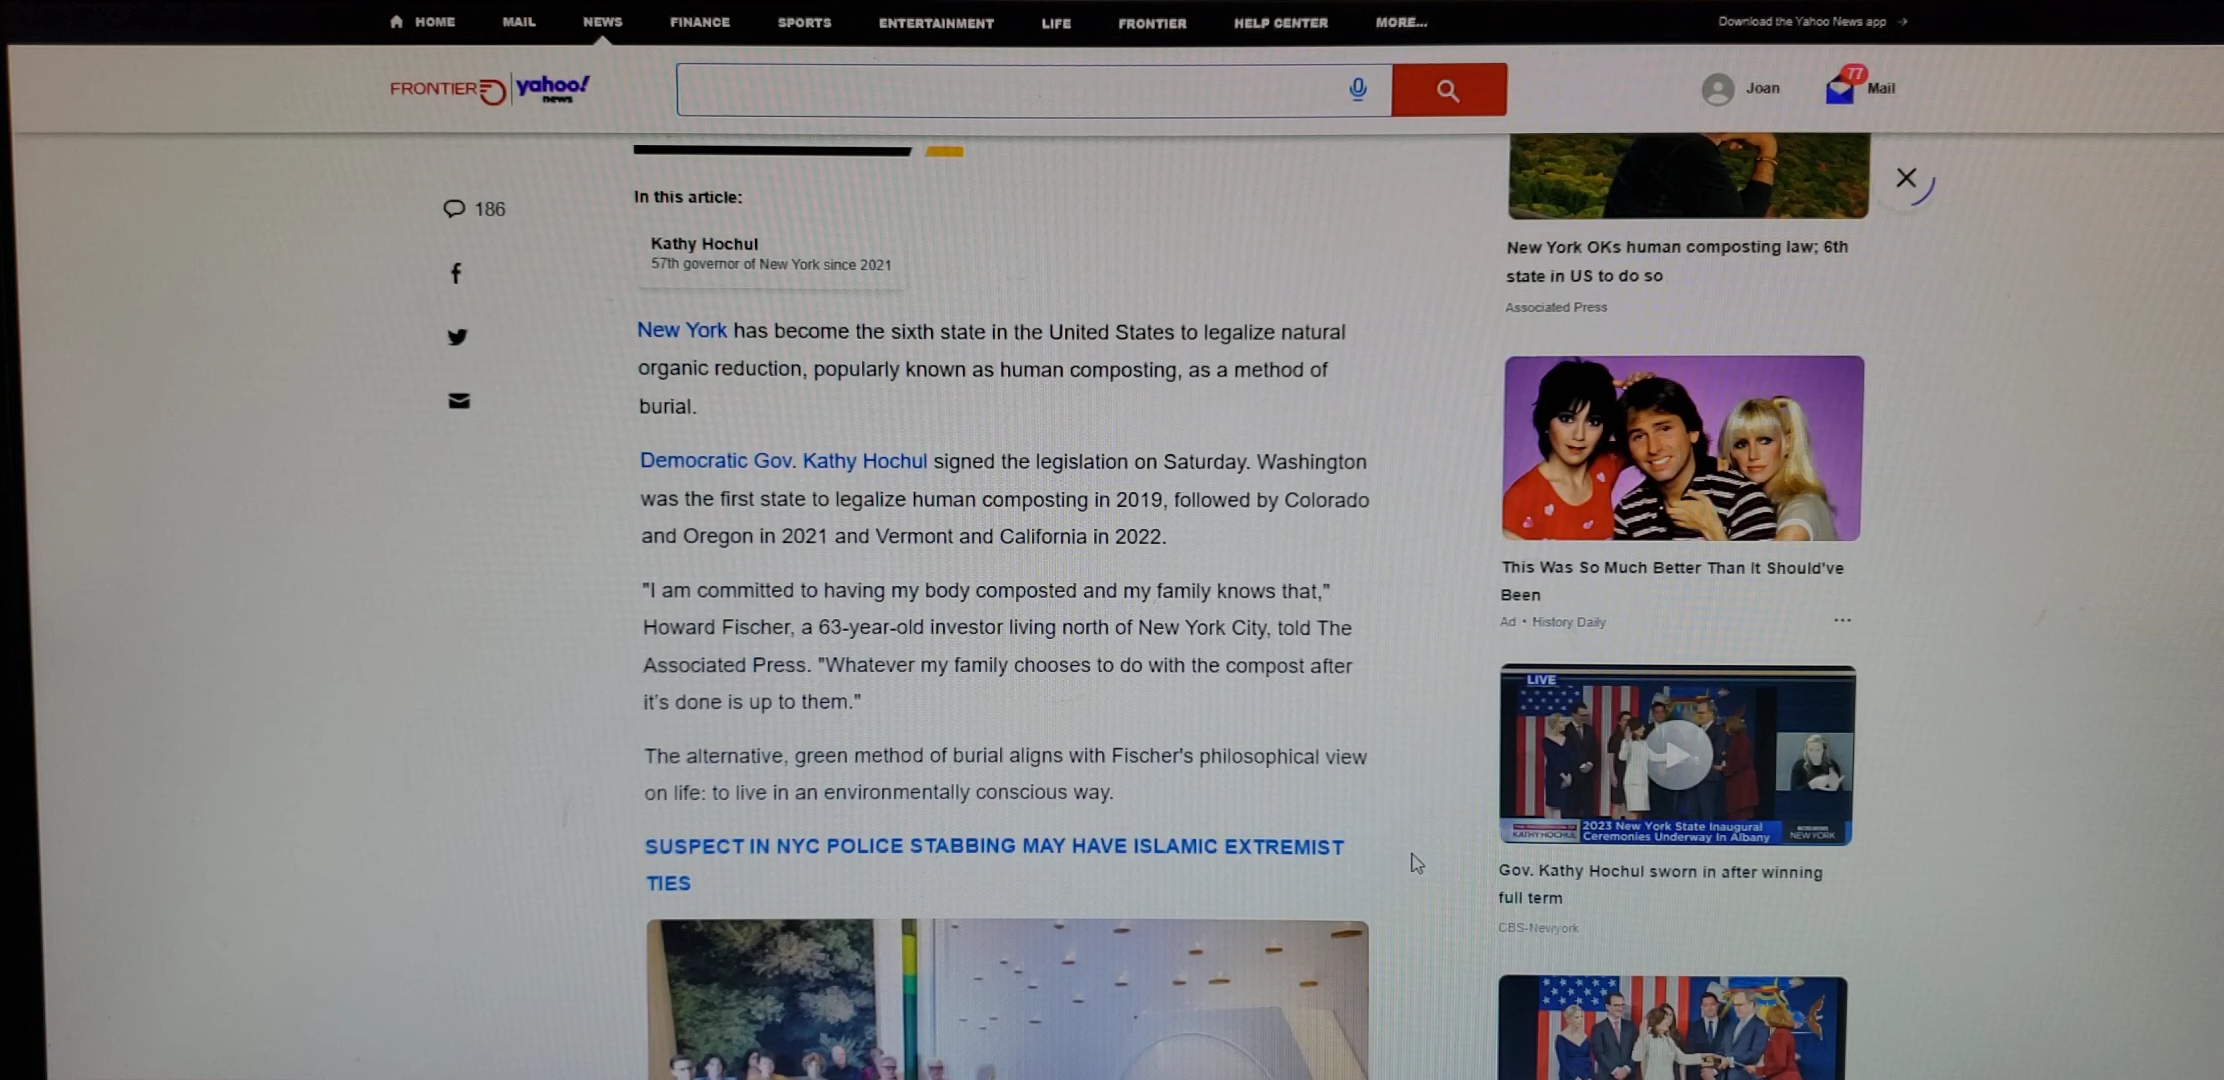 HOME MAIL NEWS FINANCE SPORTS ENTERTAINMENT LIFE FRONTIER HELP CENTER MORE... Download the Yahoo News app →
FRONTIER yahoo! news
Joan
77
Mail
186
In this article:
Kathy Hochul
57th governor of New York since 2021
New York has become the sixth state in the United States to legalize natural
organic reduction, popularly known as human composting, as a method of
burial.
Democratic Gov. Kathy Hochul signed the legislation on Saturday. Washington
was the first state to legalize human composting in 2019, followed by Colorado
and Oregon in 2021 and Vermont and California in 2022.
"I am committed to having my body composted and my family knows that,"
Howard Fischer, a 63-year-old investor living north of New York City, told The
Associated Press. "Whatever my family chooses to do with the compost after
it's done is up to them."
The alternative, green method of burial aligns with Fischer's philosophical view
on life: to live in an environmentally conscious way.
SUSPECT IN NYC POLICE STABBING MAY HAVE ISLAMIC EXTREMIST
TIES
New York OKs human composting law; 6th
state in US to do so
Associated Press
This Was So Much Better Than It Should've
Been
Ad • History Daily
...
LIVE
KATHY HOCHUL
2023 New York State Inaugural
Ceremonies Underway In Albany
NEW YORK
Gov. Kathy Hochul sworn in after winning
full term
CBS-Newyork